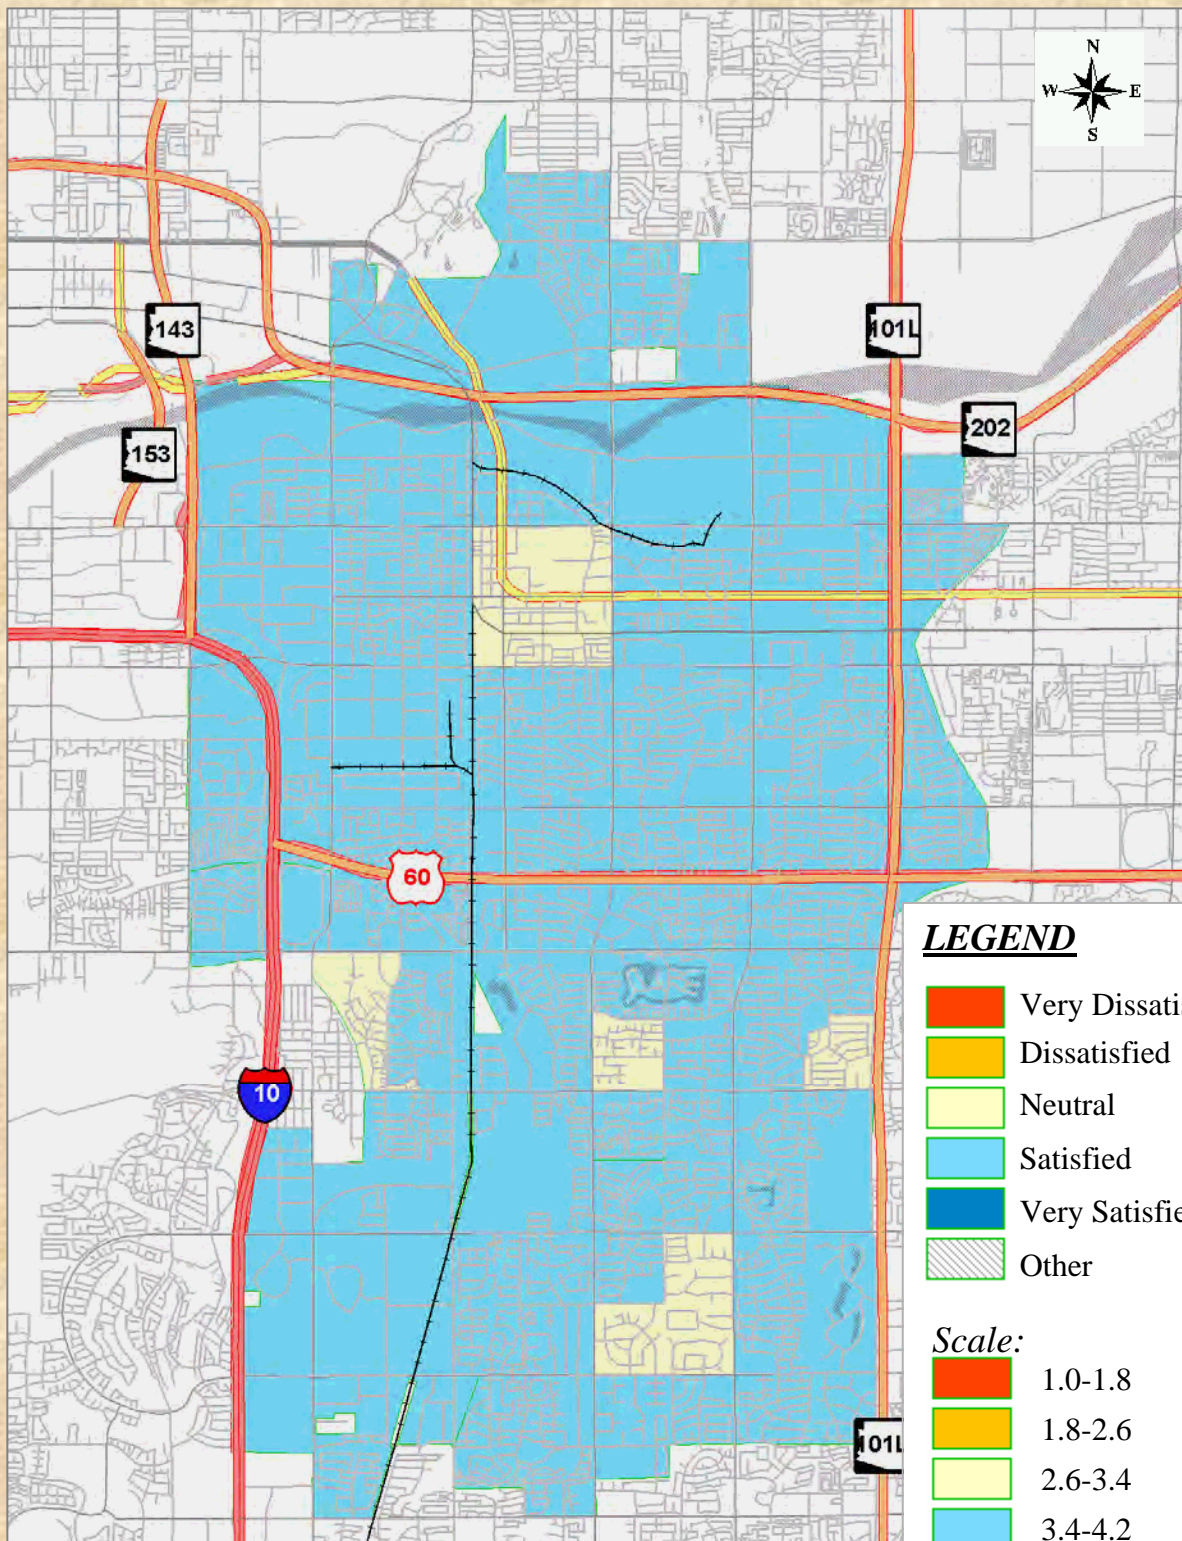 N
W E
S
143
101L
202
153
60
10
LEGEND
Very Dissatis
Dissatisfied
Neutral
Satisfied
Very Satisfie
Other
Scale:
1.0-1.8
1.8-2.6
2.6-3.4
3.4-4.2
101L